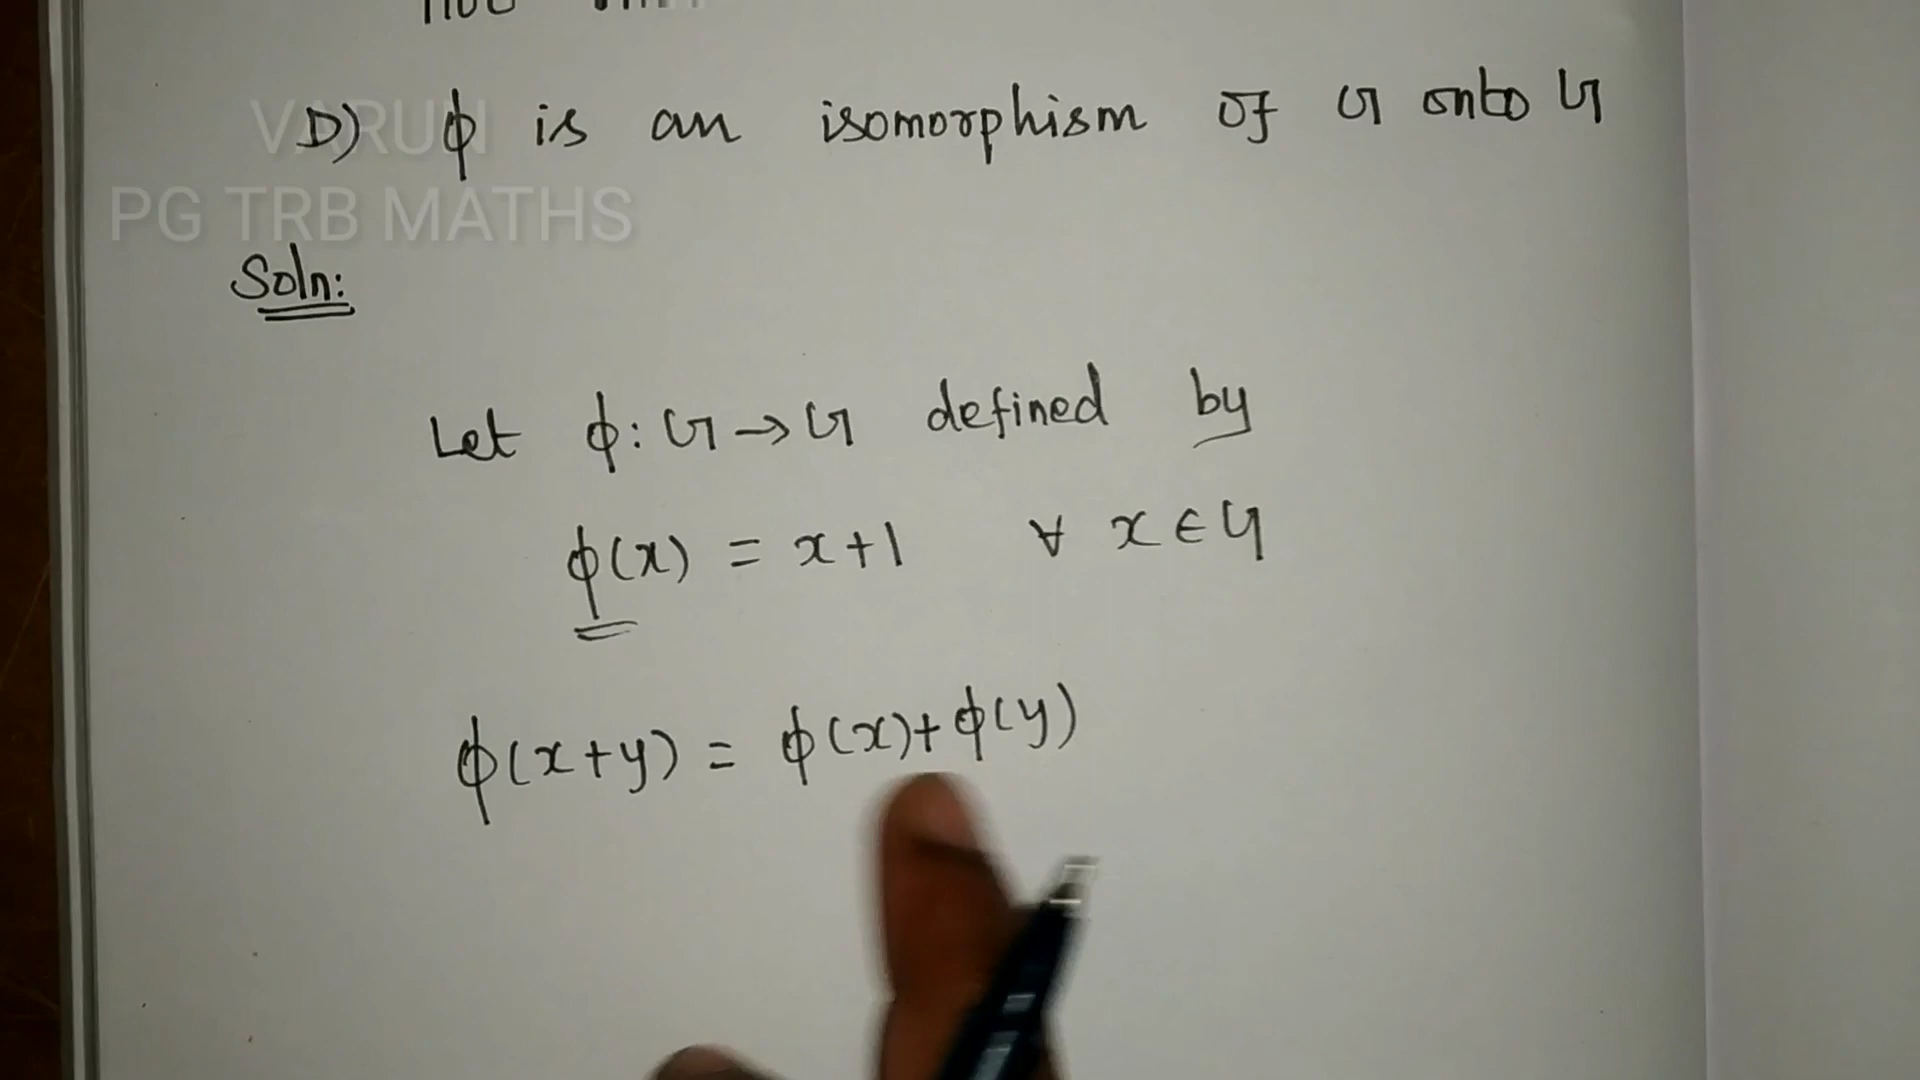 D) φ is an isomorphism of G onto G
VARUN
PG TRB MATHS
Soln:
Let φ: G → G defined by
φ(x) = x+1 ∀ x ∈ G
φ(x+y) = φ(x)+φ(y)